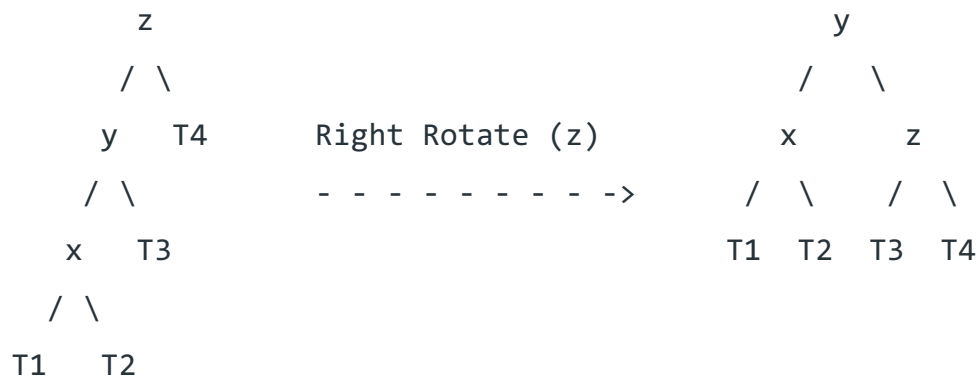 z y
/ \ / \
y T4 Right Rotate (z) x z
/ \ - - - - - - - - -> / \ / \
x T3 T1 T2 T3 T4
/ \
T1 T2